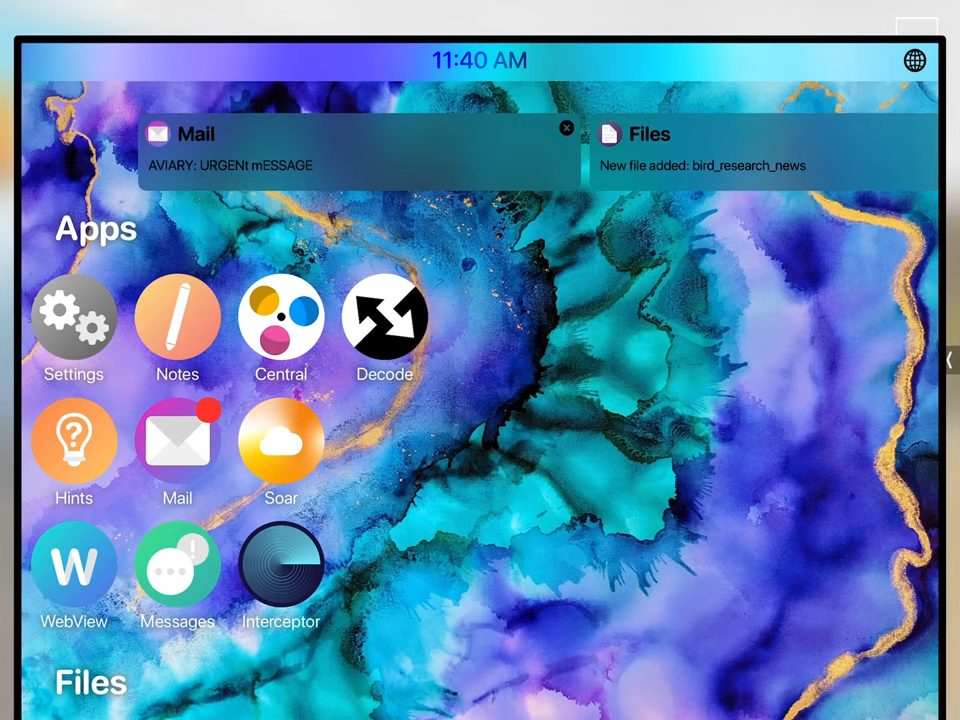 11:40 AM
Mail
AVIARY: URGENt mESSAGE
Files
New file added: bird_research_news
Apps
Settings
Notes
Central
Decode
?
Hints
Mail
Soar
W
WebView
!
Messages
Interceptor
Files